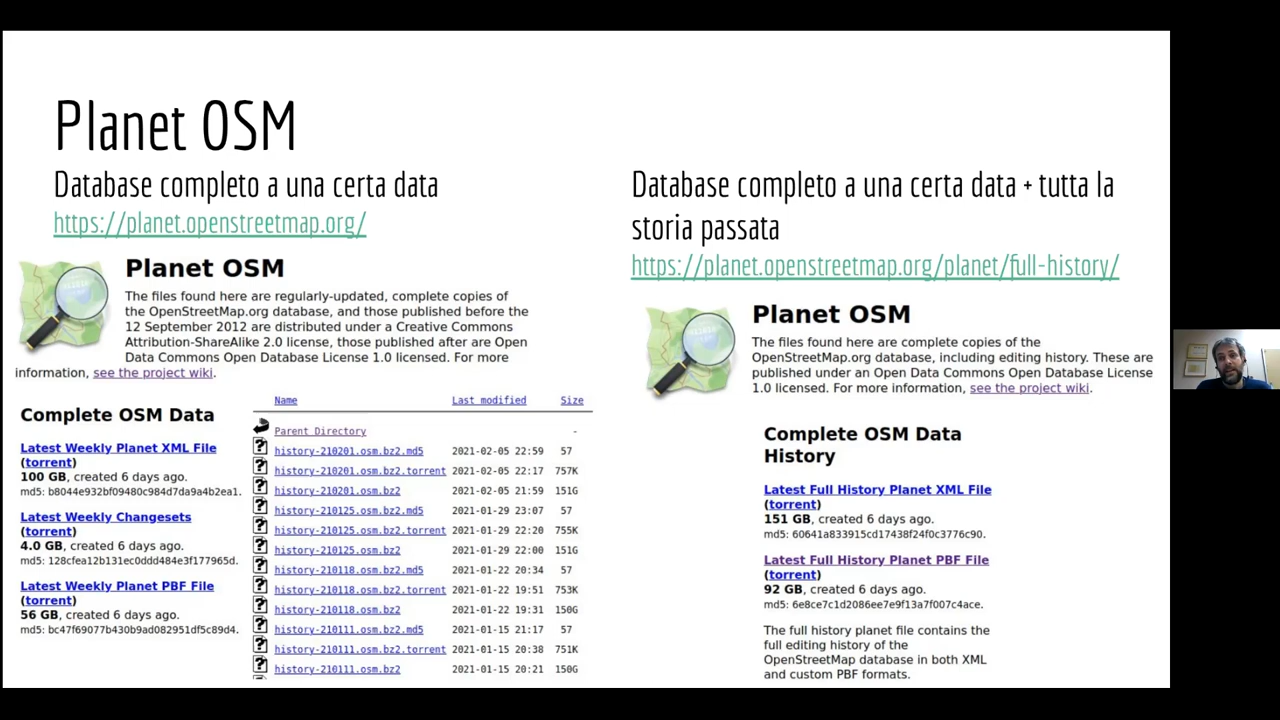 Planet OSM
Database completo a una certa data
https://planet.openstreetmap.org/
Planet OSM
The files found here are regularly-updated, complete copies of
the OpenStreetMap.org database, and those published before the
12 September 2012 are distributed under a Creative Commons
Attribution-ShareAlike 2.0 license, those published after are Open
Data Commons Open Database License 1.0 licensed. For more
information, see the project wiki.
Complete OSM Data
Latest Weekly Planet XML File
(torrent)
100 GB, created 6 days ago.
md5: b8044e932bf09480c984d7da9a4b2ea1.
Latest Weekly Changesets
(torrent)
4.0 GB, created 6 days ago.
md5: 128cfea12b131ec0ddd484e3f177965d.
Latest Weekly Planet PBF File
(torrent)
56 GB, created 6 days ago.
md5: bc47f69077b430b9ad082951df5c89d4.
Name Last modified Size
Parent Directory -
history-210201.osm.bz2.md5 2021-02-05 22:59 57
history-210201.osm.bz2.torrent 2021-02-05 22:17 757K
history-210201.osm.bz2 2021-02-05 21:59 151G
history-210125.osm.bz2.md5 2021-01-29 23:07 57
history-210125.osm.bz2.torrent 2021-01-29 22:20 755K
history-210125.osm.bz2 2021-01-29 22:00 151G
history-210118.osm.bz2.md5 2021-01-22 20:34 57
history-210118.osm.bz2.torrent 2021-01-22 19:51 753K
history-210118.osm.bz2 2021-01-22 19:31 150G
history-210111.osm.bz2.md5 2021-01-15 21:17 57
history-210111.osm.bz2.torrent 2021-01-15 20:38 751K
history-210111.osm.bz2 2021-01-15 20:21 150G
Database completo a una certa data + tutta la
storia passata
https://planet.openstreetmap.org/planet/full-history/
Planet OSM
The files found here are complete copies of the
OpenStreetMap.org database, including editing history. These are
published under an Open Data Commons Open Database License
1.0 licensed. For more information, see the project wiki.
Complete OSM Data
History
Latest Full History Planet XML File
(torrent)
151 GB, created 6 days ago.
md5: 60641a833915cd17438f24f0c3776c90.
Latest Full History Planet PBF File
(torrent)
92 GB, created 6 days ago.
md5: 6e8ce7c1d2086ee7e9f13a7f007c4ace.
The full history planet file contains the
full editing history of the
OpenStreetMap database in both XML
and custom PBF formats.